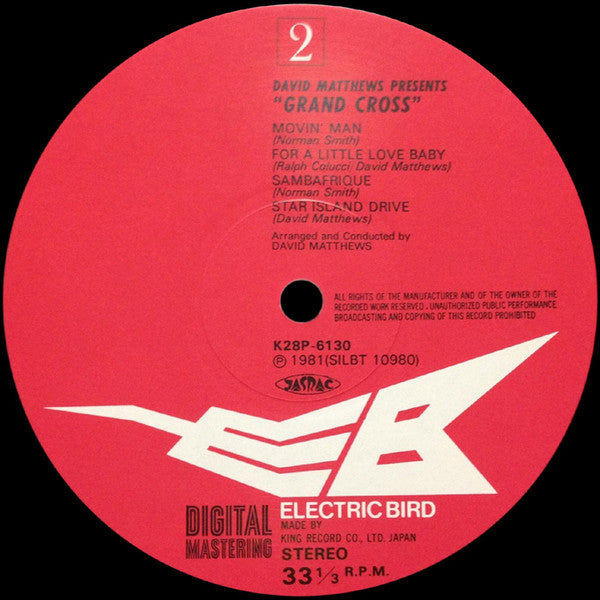 2
DAVID MATTHEWS PRESENTS
"GRAND CROSS"
MOVIN' MAN
(Norman Smith)
FOR A LITTLE LOVE BABY
(Ralph Colucci, David Matthews)
SAMBAFRIQUE
(Norman Smith)
STAR ISLAND DRIVE
(David Matthews)
Arranged and Conducted by
DAVID MATTHEWS
ALL RIGHTS OF THE MANUFACTURER AND OF THE OWNER OF THE
RECORDED WORK RESERVED. UNAUTHORIZED PUBLIC PERFORMANCE
BROADCASTING AND COPYING OF THIS RECORD PROHIBITED
K28P-6130
Ⓟ 1981(SILBT 10980)
JASRAC
EB
DIGITAL
MASTERING
ELECTRIC BIRD
MADE BY
KING RECORD CO., LTD. JAPAN
STEREO
33 1/3 R.P.M.